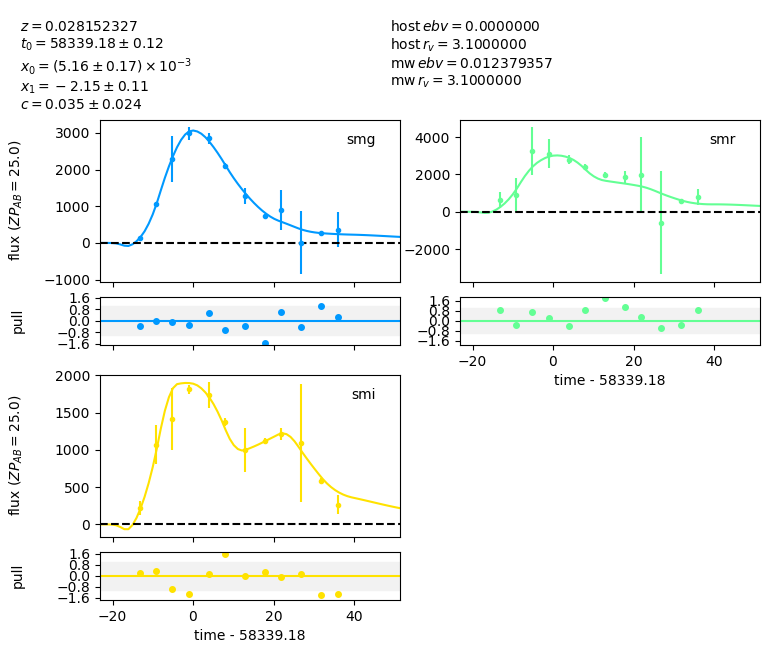 z = 0.028152327
t₀ = 58339.18 ± 0.12
x₀ = (5.16 ± 0.17) × 10⁻³
x₁ = −2.15 ± 0.11
c = 0.035 ± 0.024
host ebv = 0.0000000
host r_v = 3.1000000
mw ebv = 0.012379357
mw r_v = 3.1000000
flux (ZP_AB = 25.0)
3000
2000
1000
0
−1000
smg
4000
2000
0
−2000
smr
pull
1.6
0.8
0.0
−0.8
−1.6
1.6
0.8
0.0
−0.8
−1.6
−20 0 20 40
time - 58339.18
flux (ZP_AB = 25.0)
2000
1500
1000
500
0
smi
pull
1.6
0.8
0.0
−0.8
−1.6
−20 0 20 40
time - 58339.18